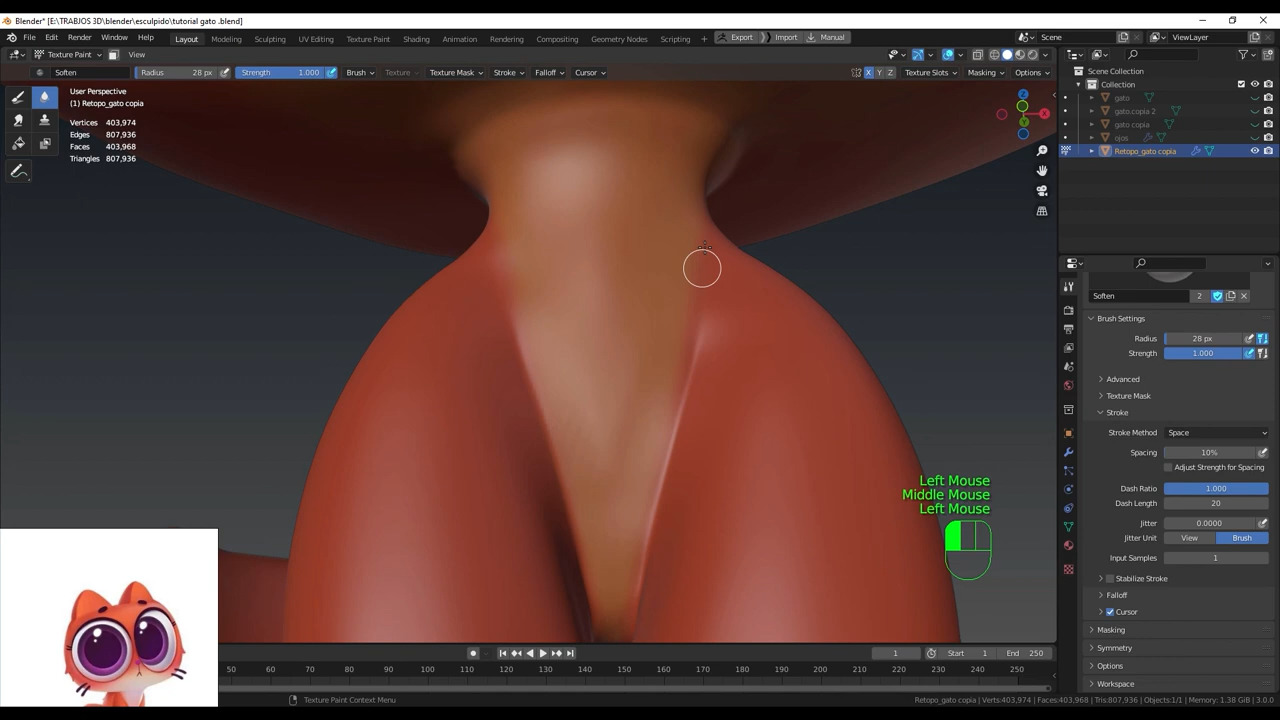 Blender* [E:\TRABJOS 3D\blender\esculpido\tutorial gato .blend]
File Edit Render Window Help Layout Modeling Sculpting UV Editing Texture Paint Shading Animation Rendering Compositing Geometry Nodes Scripting + Export Import Manual Scene ViewLayer
Texture Paint View
Soften Radius 28 px Strength 1.000 Brush Texture Texture Mask Stroke Falloff Cursor X Y Z Texture Slots Masking Options
User Perspective
(1) Retopo_gato copia
Vertices 403,974
Edges 807,936
Faces 403,968
Triangles 807,936
Z
X
Y
Scene Collection
Collection
gato
gato.copia 2
gato copia
ojos
Retopo_gato copia
Soften 2
Brush Settings
Radius 28 px
Strength 1.000
Advanced
Texture Mask
Stroke
Stroke Method Space
Spacing 10%
Adjust Strength for Spacing
Dash Ratio 1.000
Dash Length 20
Jitter 0.0000
Jitter Unit View Brush
Input Samples 1
Stabilize Stroke
Falloff
Cursor
Masking
Symmetry
Options
Workspace
Left Mouse
Middle Mouse
Left Mouse
1 Start 1 End 250
50 60 70 80 90 100 110 120 130 140 150 160 170 180 190 200 210 220 230 240 250
Texture Paint Context Menu
Retopo_gato copia | Verts:403,974 | Faces:403,968 | Tris:807,936 | Objects:1/1 | Memory: 1.38 GiB | 3.0.0